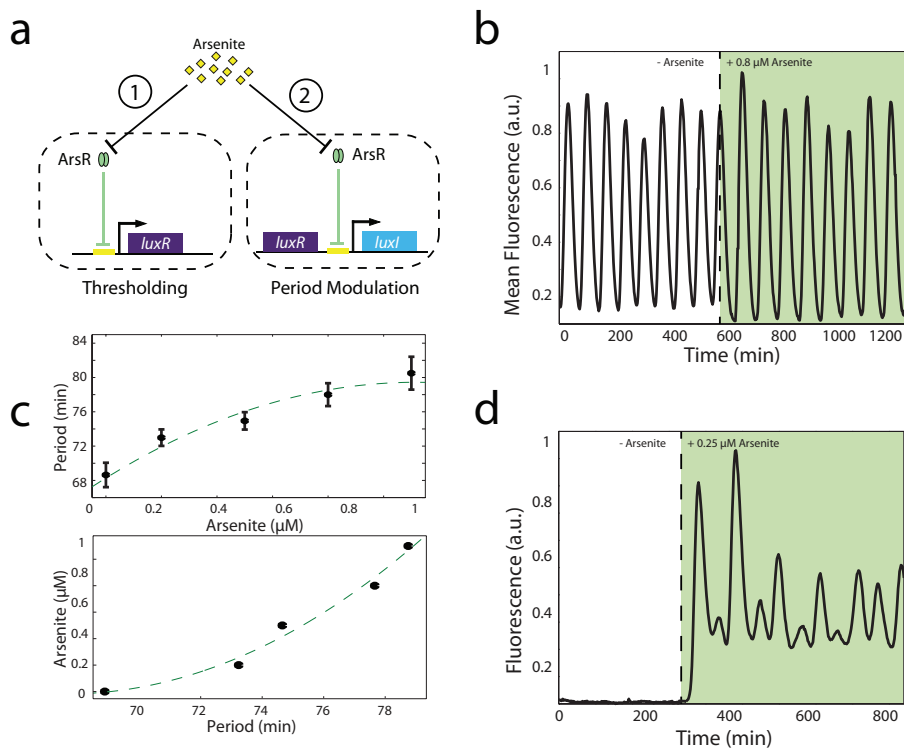 a
Arsenite
1
2
ArsR
ArsR
luxR
luxR
luxI
Thresholding
Period Modulation
b
- Arsenite
+ 0.8 µM Arsenite
1
0.8
0.6
0.4
0.2
Mean Fluorescence (a.u.)
0 200 400 600 800 1000 1200
Time (min)
c
84
80
76
72
68
Period (min)
0 0.2 0.4 0.6 0.8 1
Arsenite (µM)
1
0.8
0.6
0.4
0.2
0
Arsenite (µM)
70 72 74 76 78
Period (min)
d
- Arsenite
+ 0.25 µM Arsenite
1
0.8
0.6
0.4
0.2
Fluorescence (a.u.)
0 200 400 600 800
Time (min)